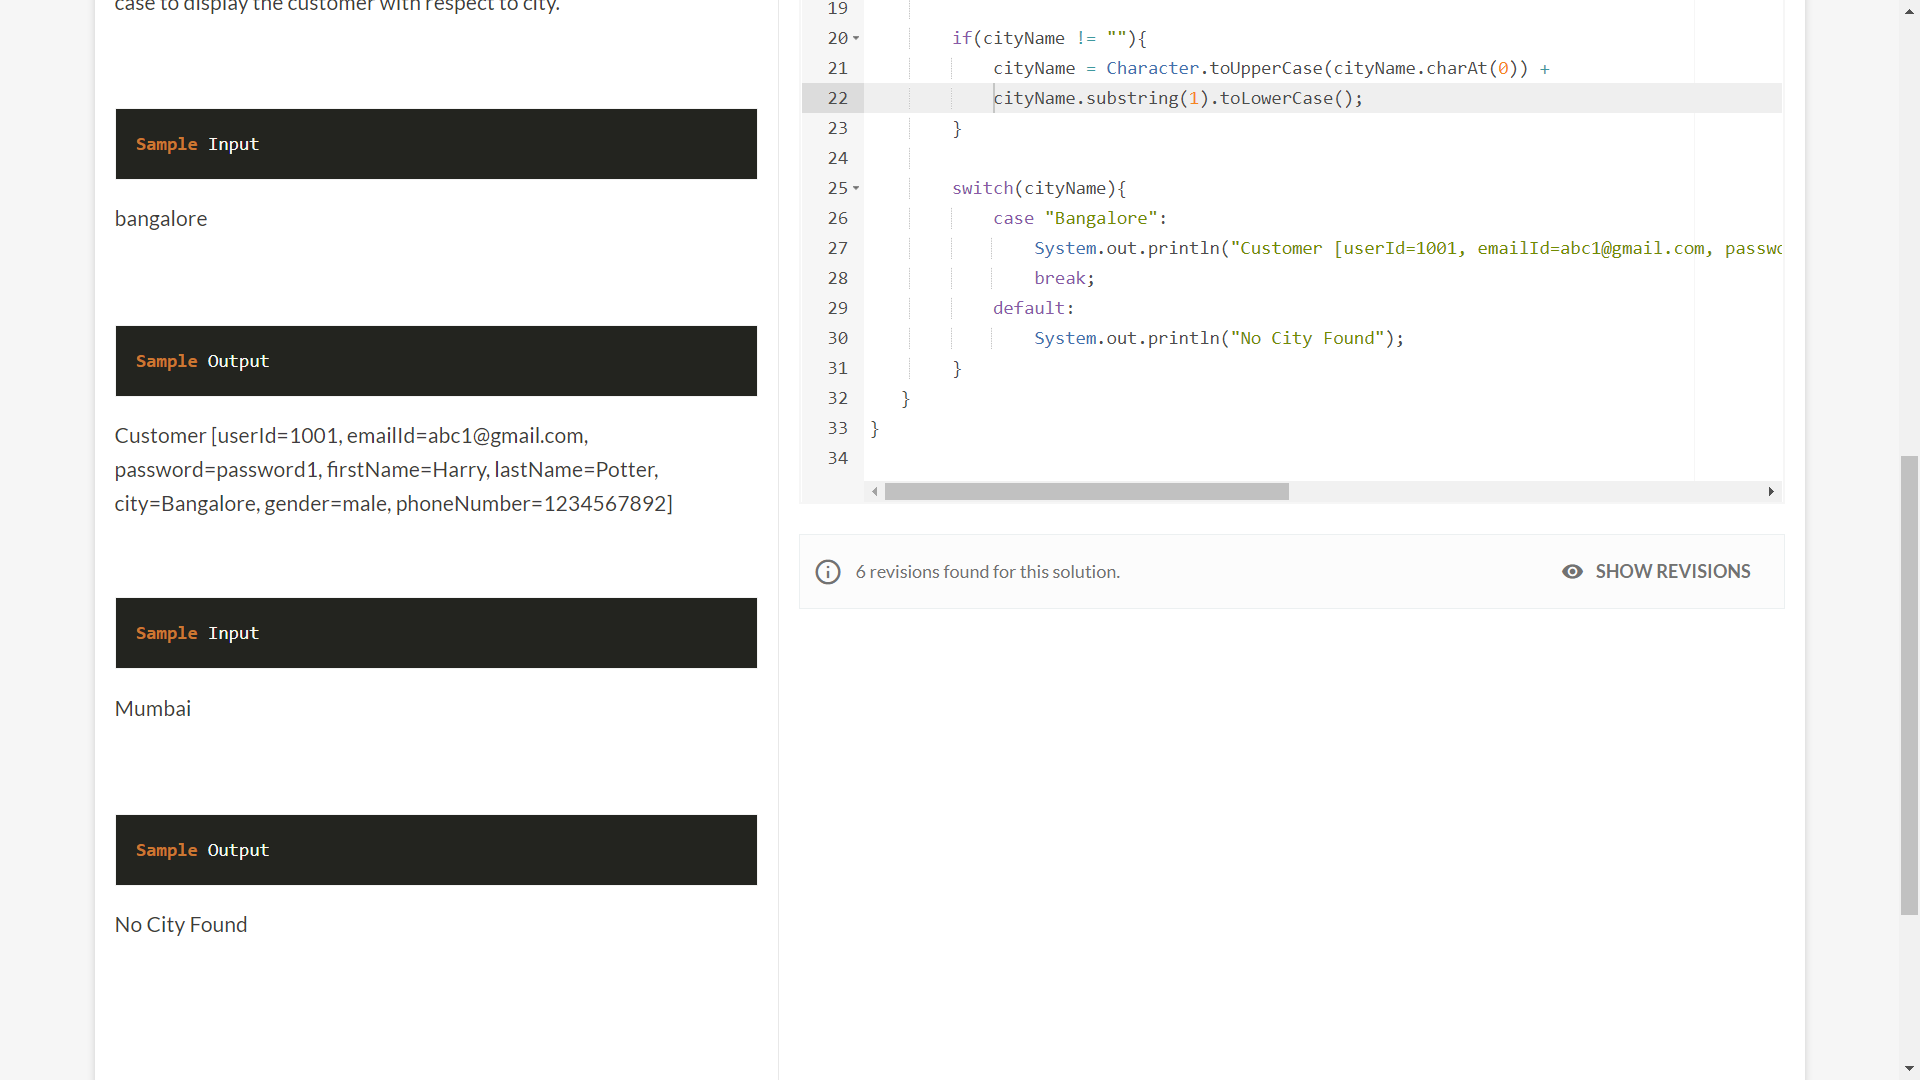 case to display the customer with respect to city.
Sample Input
bangalore
Sample Output
Customer [userId=1001, emailId=abc1@gmail.com,
password=password1, firstName=Harry, lastName=Potter,
city=Bangalore, gender=male, phoneNumber=1234567892]
Sample Input
Mumbai
Sample Output
No City Found
19
20 if(cityName != ""){
21 cityName = Character.toUpperCase(cityName.charAt(0)) +
22 cityName.substring(1).toLowerCase();
23 }
24
25 switch(cityName){
26 case "Bangalore":
27 System.out.println("Customer [userId=1001, emailId=abc1@gmail.com, passwo
28 break;
29 default:
30 System.out.println("No City Found");
31 }
32 }
33 }
34
6 revisions found for this solution.
SHOW REVISIONS